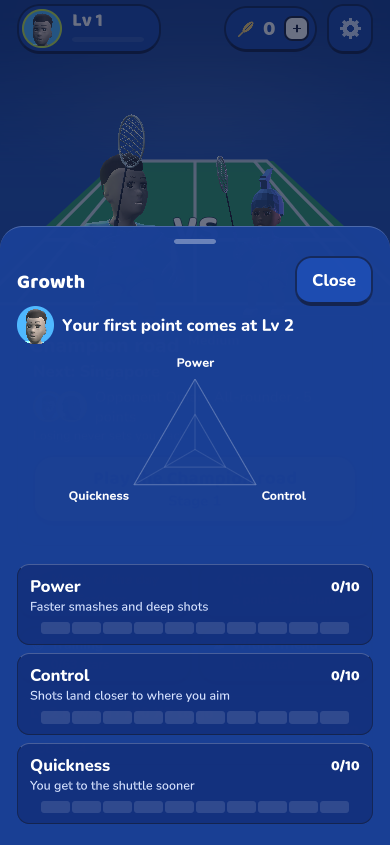 Lv 1
0
+
VS
Growth
Close
Your first point comes at Lv 2
Power
Quickness
Control
Power
0/10
Faster smashes and deep shots
Control
0/10
Shots land closer to where you aim
Quickness
0/10
You get to the shuttle sooner